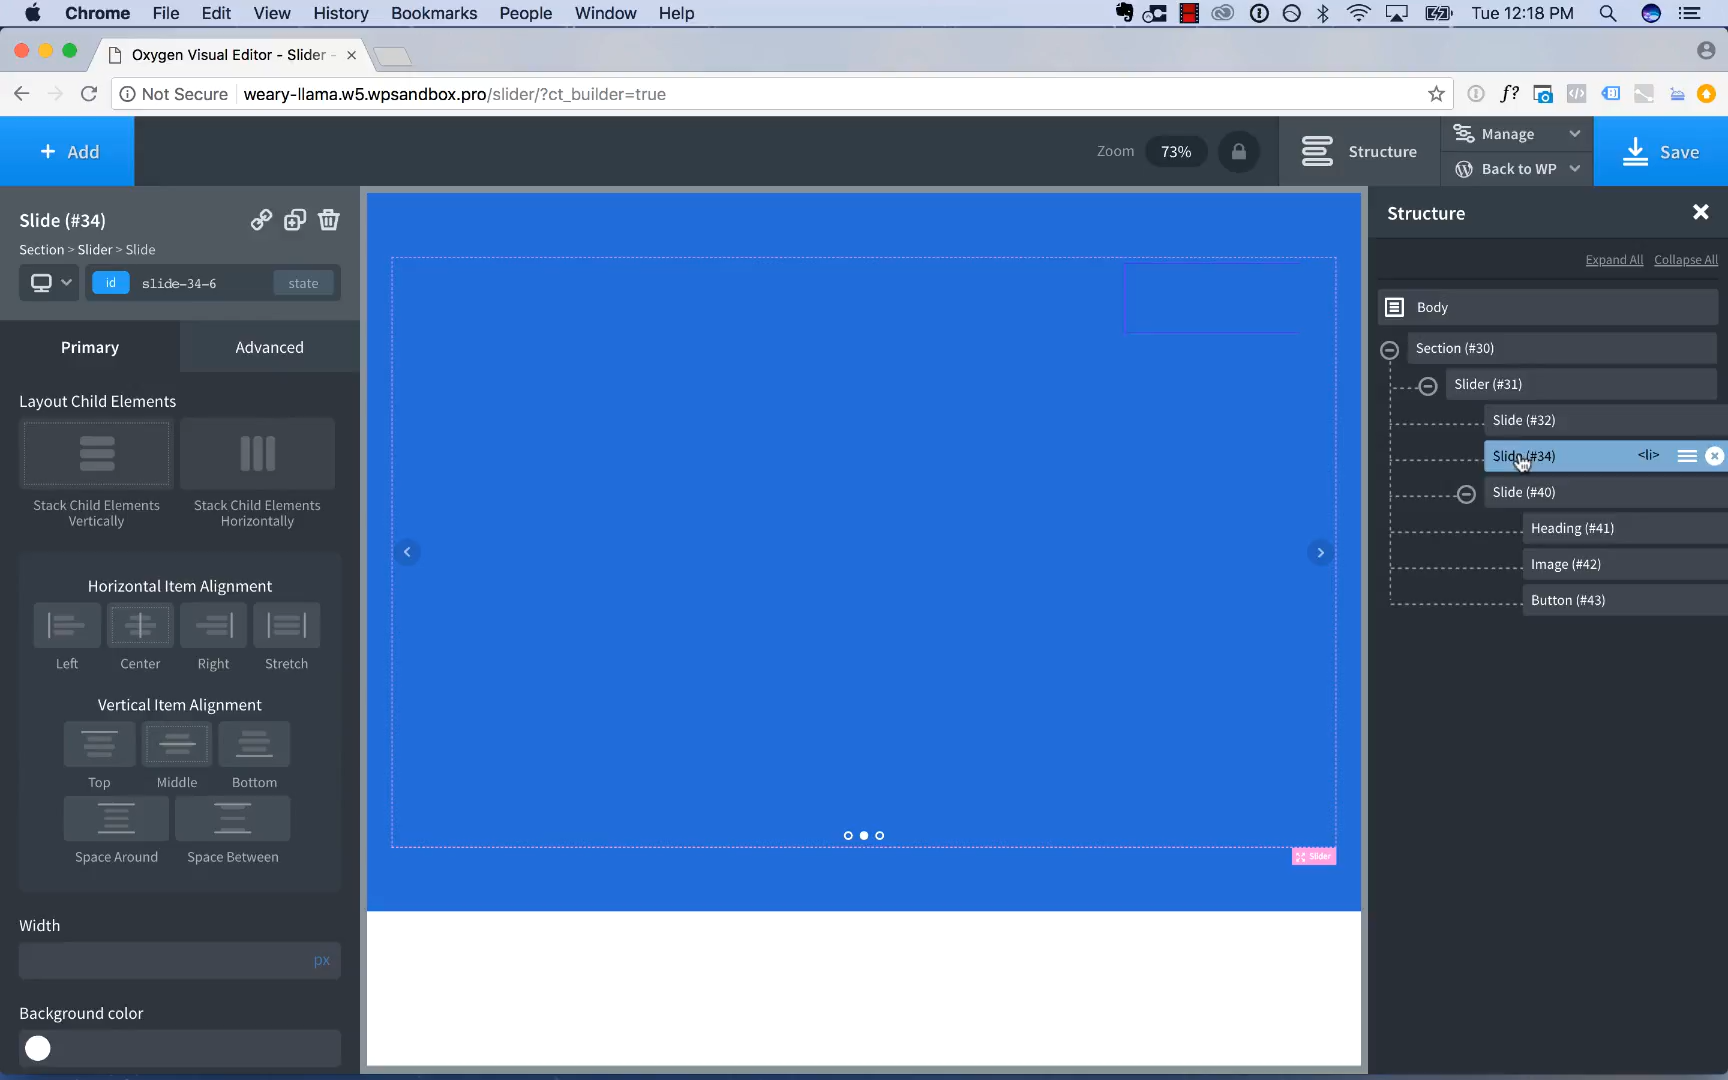 Chrome File Edit View History Bookmarks People Window Help Tue 12:18 PM
Oxygen Visual Editor - Slider -
Not Secure weary-llama.w5.wpsandbox.pro/slider/?ct_builder=true f?
+ Add
Zoom 73%
Structure
Manage
Back to WP
Save
Slide (#34)
Section > Slider > Slide
id slide-34-6 state
Primary Advanced
Layout Child Elements
Stack Child Elements
Vertically
Stack Child Elements
Horizontally
Horizontal Item Alignment
Left Center Right Stretch
Vertical Item Alignment
Top Middle Bottom
Space Around Space Between
Width
px
Background color
Slider
Structure
Expand All Collapse All
Body
Section (#30)
Slider (#31)
Slide (#32)
Slide (#34) <li>
Slide (#40)
Heading (#41)
Image (#42)
Button (#43)